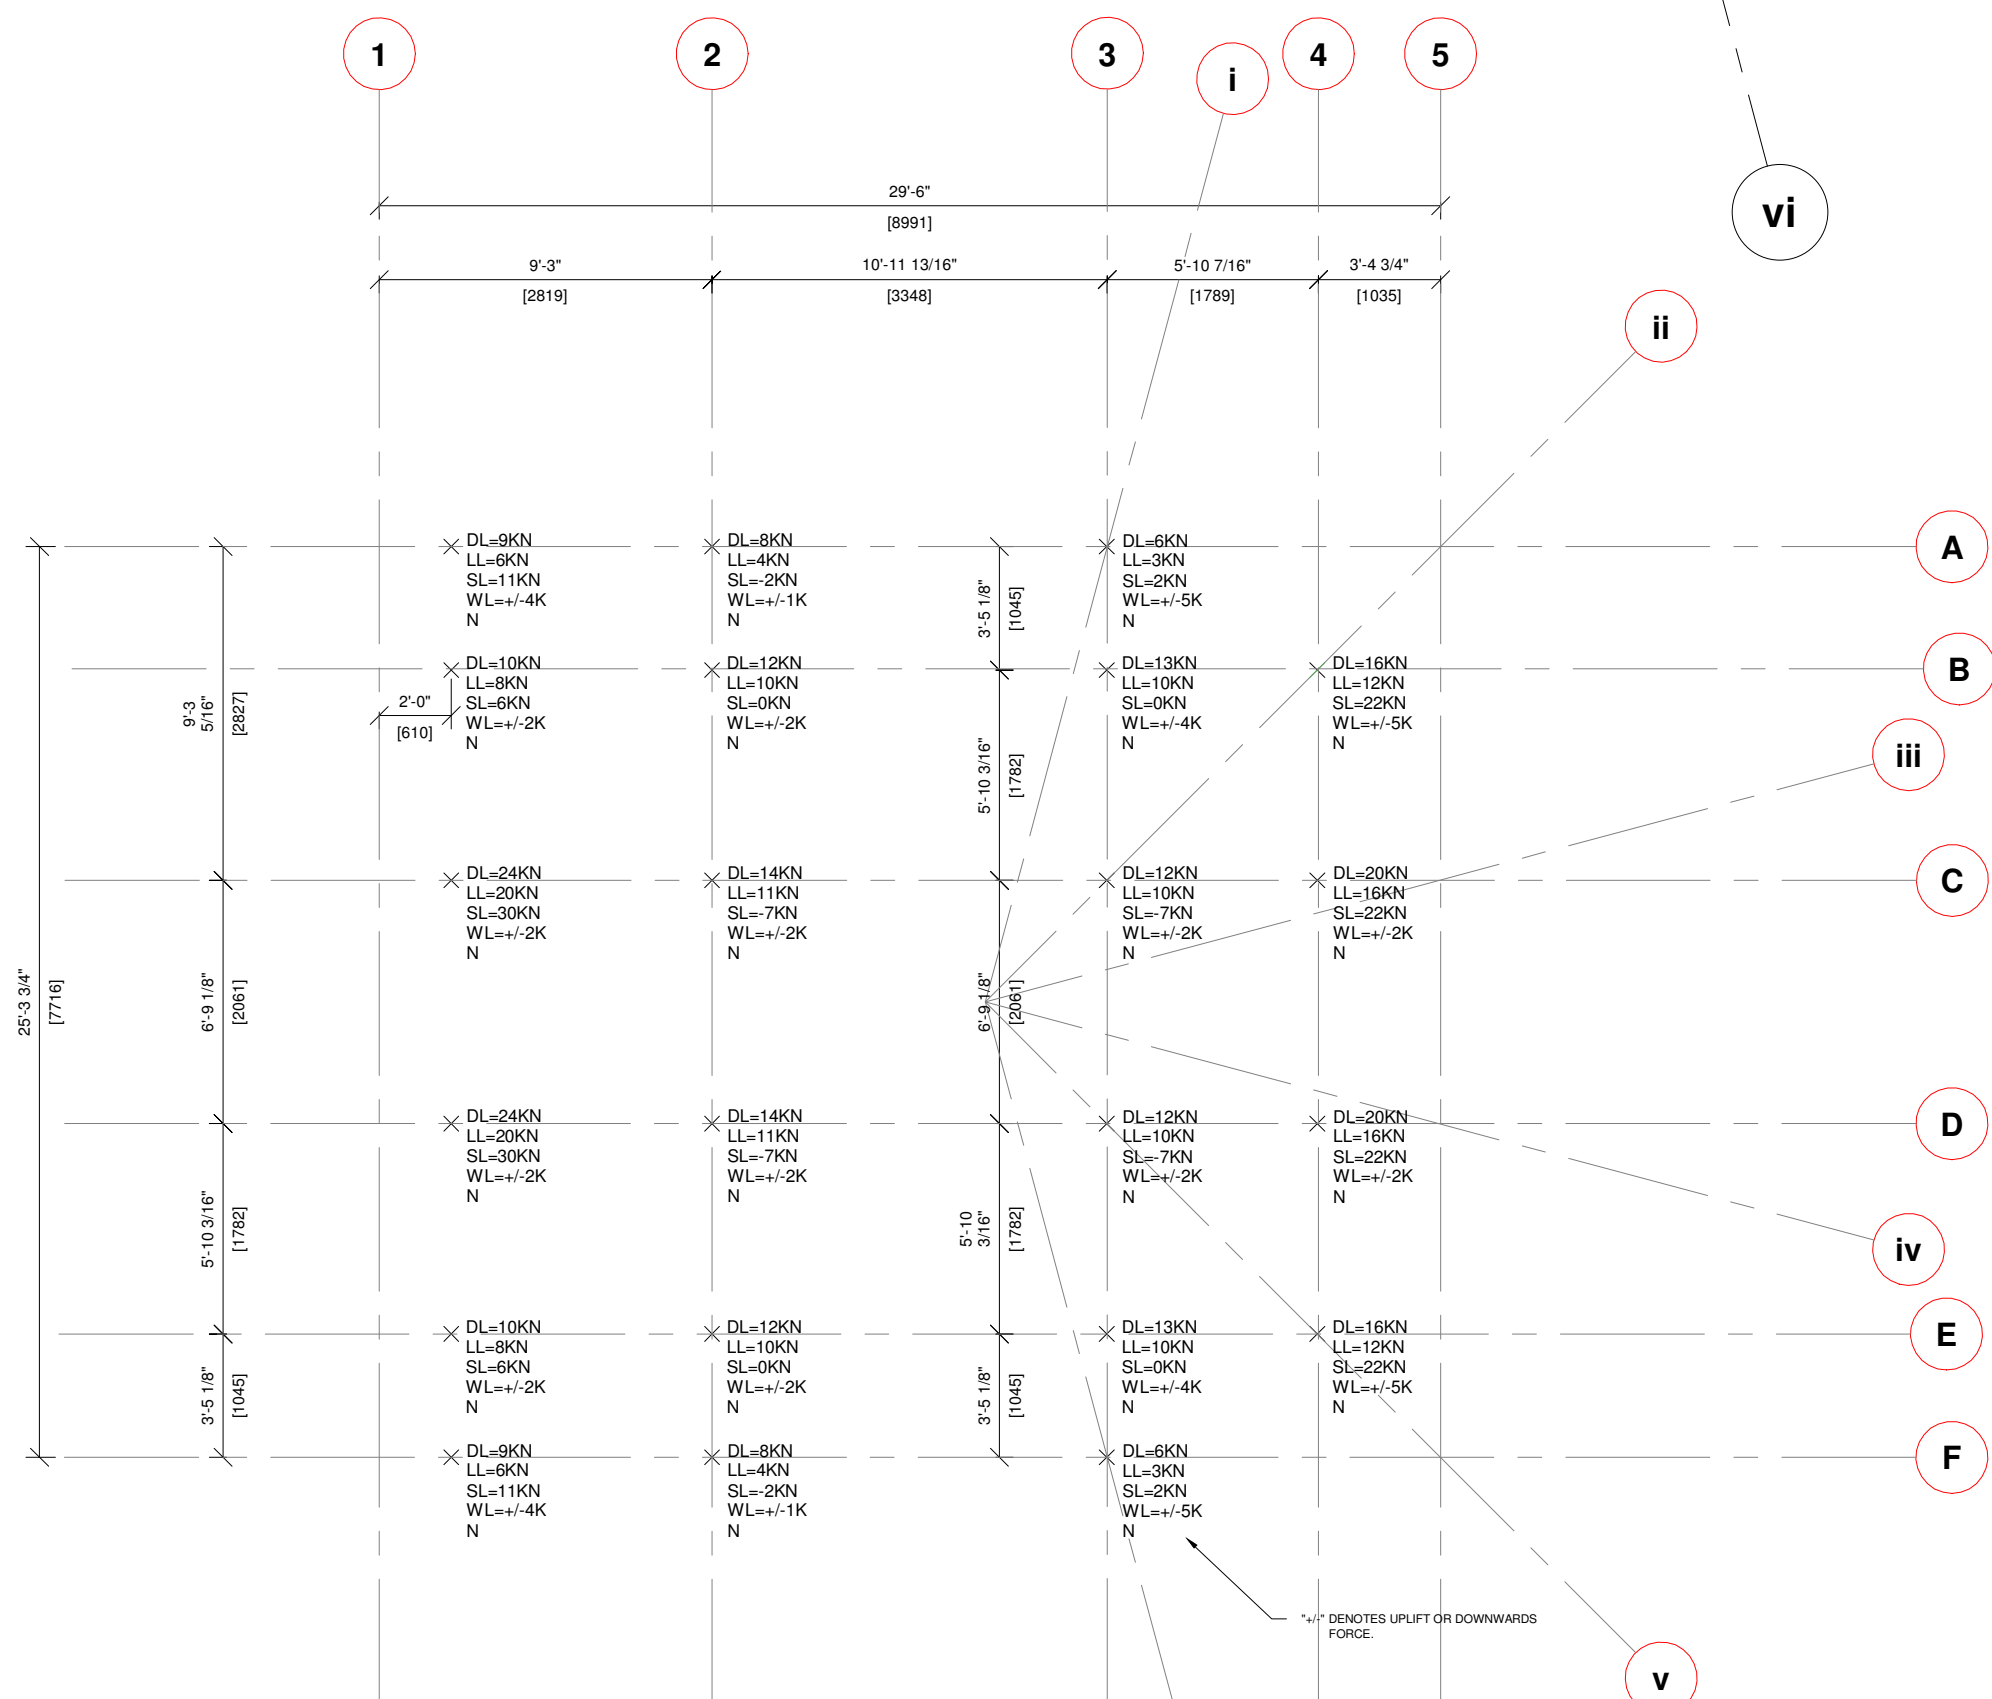 1
2
3
i
4
5
vi
29'-6"
[8991]
9'-3"
10'-11 13/16"
5'-10 7/16"
3'-4 3/4"
[2819]
[3348]
[1789]
[1035]
ii
DL=9KN
LL=6KN
SL=11KN
WL=+/-4K
N
DL=8KN
LL=4KN
SL=-2KN
WL=+/-1K
N
3'-5 1/8"
[1045]
DL=6KN
LL=3KN
SL=2KN
WL=+/-5K
N
A
9'-3
5/16"
[2827]
2'-0"
[610]
DL=10KN
LL=8KN
SL=6KN
WL=+/-2K
N
DL=12KN
LL=10KN
SL=0KN
WL=+/-2K
N
5'-10 3/16"
[1782]
DL=13KN
LL=10KN
SL=0KN
WL=+/-4K
N
DL=16KN
LL=12KN
SL=22KN
WL=+/-5K
N
B
iii
DL=24KN
LL=20KN
SL=30KN
WL=+/-2K
N
DL=14KN
LL=11KN
SL=-7KN
WL=+/-2K
N
DL=12KN
LL=10KN
SL=-7KN
WL=+/-2K
N
DL=20KN
LL=16KN
SL=22KN
WL=+/-2K
N
C
25'-3 3/4"
[7716]
6'-9 1/8"
[2061]
6'-9 1/8"
[2061]
DL=24KN
LL=20KN
SL=30KN
WL=+/-2K
N
DL=14KN
LL=11KN
SL=-7KN
WL=+/-2K
N
DL=12KN
LL=10KN
SL=-7KN
WL=+/-2K
N
DL=20KN
LL=16KN
SL=22KN
WL=+/-2K
N
D
5'-10 3/16"
[1782]
5'-10
3/16"
[1782]
iv
DL=10KN
LL=8KN
SL=6KN
WL=+/-2K
N
DL=12KN
LL=10KN
SL=0KN
WL=+/-2K
N
DL=13KN
LL=10KN
SL=0KN
WL=+/-4K
N
DL=16KN
LL=12KN
SL=22KN
WL=+/-5K
N
E
3'-5 1/8"
[1045]
3'-5 1/8"
[1045]
DL=9KN
LL=6KN
SL=11KN
WL=+/-4K
N
DL=8KN
LL=4KN
SL=-2KN
WL=+/-1K
N
DL=6KN
LL=3KN
SL=2KN
WL=+/-5K
N
F
"+/-" DENOTES UPLIFT OR DOWNWARDS
FORCE.
v